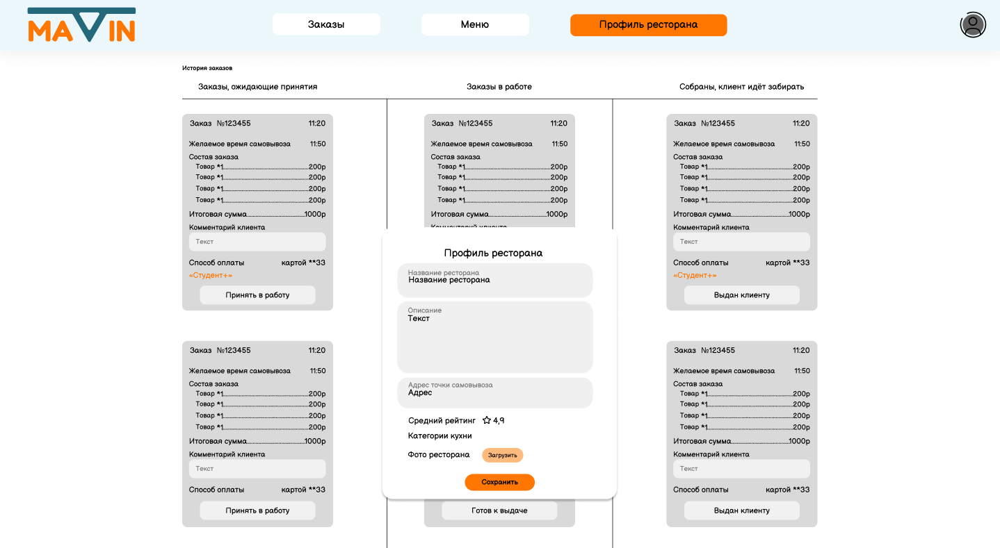 MAVIN
Заказы
Меню
Профиль ресторана
История заказов
Заказы, ожидающие принятия
Заказы в работе
Собраны, клиент идёт забирать
Заказ №123455 11:20
Желаемое время самовывоза 11:50
Состав заказа
Товар *1 200р
Товар *1 200р
Товар *1 200р
Товар *1 200р
Итоговая сумма 1000р
Комментарий клиента
Текст
Способ оплаты картой **33
«Студент+»
Принять в работу
Заказ №123455 11:20
Желаемое время самовывоза 11:50
Состав заказа
Товар *1 200р
Товар *1 200р
Товар *1 200р
Товар *1 200р
Итоговая сумма 1000р
Комментарий клиента
Заказ №123455 11:20
Желаемое время самовывоза 11:50
Состав заказа
Товар *1 200р
Товар *1 200р
Товар *1 200р
Товар *1 200р
Итоговая сумма 1000р
Комментарий клиента
Текст
Способ оплаты картой **33
«Студент+»
Выдан клиенту
Профиль ресторана
Название ресторана
Название ресторана
Описание
Текст
Адрес точки самовывоза
Адрес
Средний рейтинг 4,9
Категории кухни
Фото ресторана Загрузить
Сохранить
Заказ №123455 11:20
Желаемое время самовывоза 11:50
Состав заказа
Товар *1 200р
Товар *1 200р
Товар *1 200р
Товар *1 200р
Итоговая сумма 1000р
Комментарий клиента
Текст
Способ оплаты картой **33
Принять в работу
Готов к выдаче
Заказ №123455 11:20
Желаемое время самовывоза 11:50
Состав заказа
Товар *1 200р
Товар *1 200р
Товар *1 200р
Товар *1 200р
Итоговая сумма 1000р
Комментарий клиента
Текст
Способ оплаты картой **33
Выдан клиенту